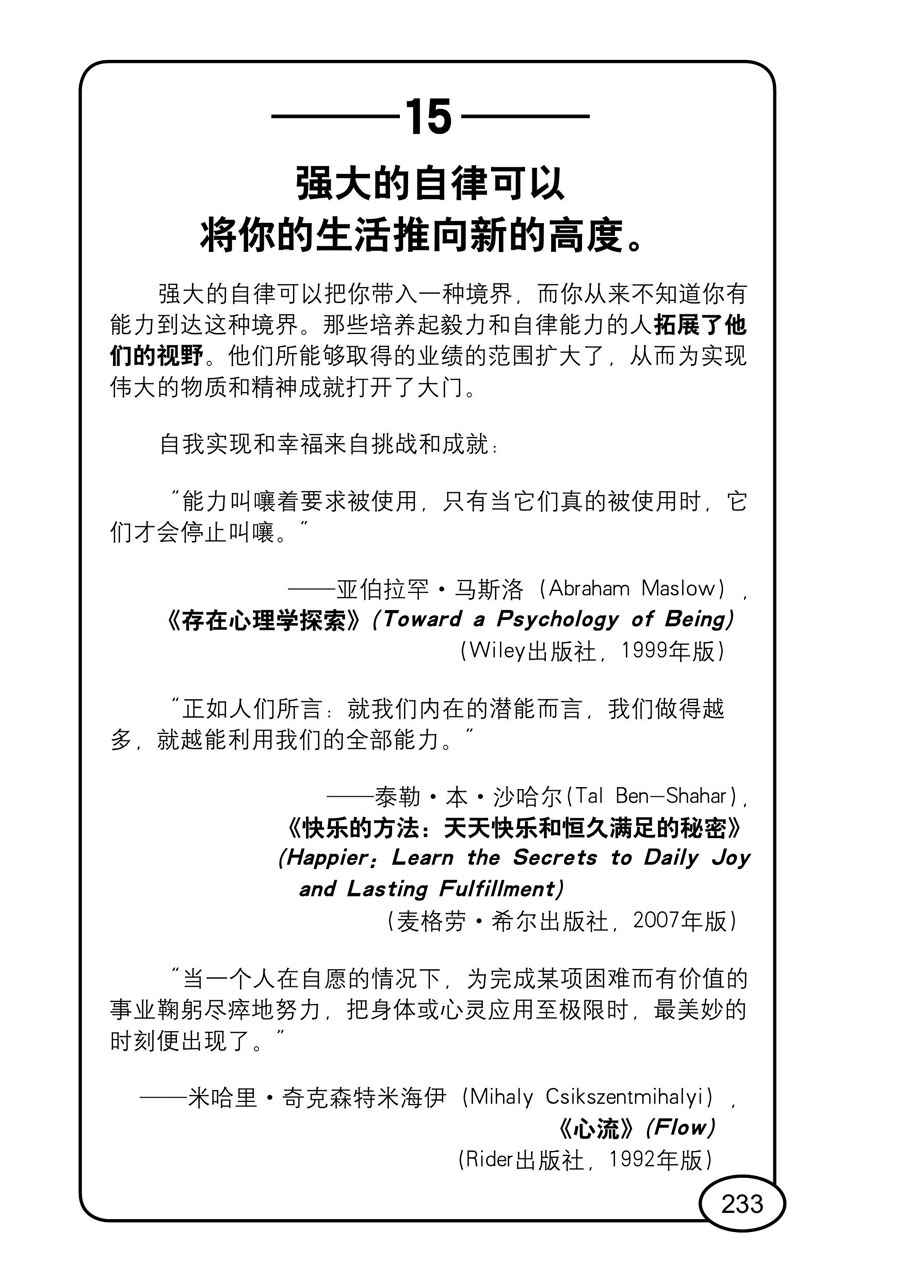 15
强大的自律可以
将你的生活推向新的高度。
强大的自律可以把你带入一种境界，而你从来不知道你有
能力到达这种境界。那些培养起毅力和自律能力的人拓展了他
们的视野。他们所能够取得的业绩的范围扩大了，从而为实现
伟大的物质和精神成就打开了大门。
自我实现和幸福来自挑战和成就：
“能力叫嚷着要求被使用，只有当它们真的被使用时，它
们才会停止叫嚷。”
——亚伯拉罕·马斯洛（Abraham Maslow），
《存在心理学探索》(Toward a Psychology of Being)
（Wiley出版社，1999年版）
“正如人们所言：就我们内在的潜能而言，我们做得越
多，就越能利用我们的全部能力。”
——泰勒·本·沙哈尔(Tal Ben-Shahar)，
《快乐的方法：天天快乐和恒久满足的秘密》
(Happier：Learn the Secrets to Daily Joy
and Lasting Fulfillment)
（麦格劳·希尔出版社，2007年版）
“当一个人在自愿的情况下，为完成某项困难而有价值的
事业鞠躬尽瘁地努力，把身体或心灵应用至极限时，最美妙的
时刻便出现了。”
——米哈里·奇克森特米海伊（Mihaly Csikszentmihalyi），
《心流》(Flow)
（Rider出版社，1992年版）
233